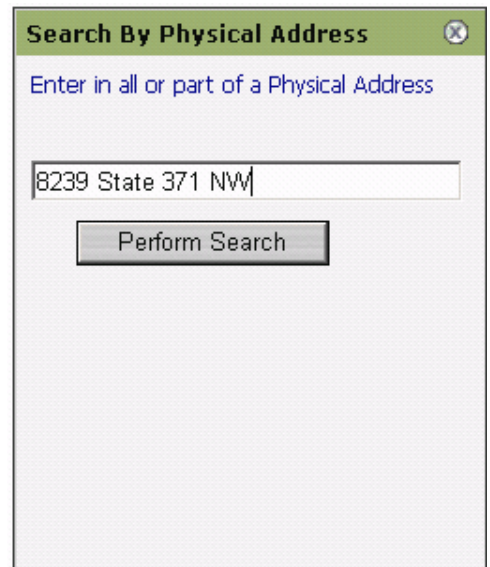 Search By Physical Address
Enter in all or part of a Physical Address
8239 State 371 NW
Perform Search